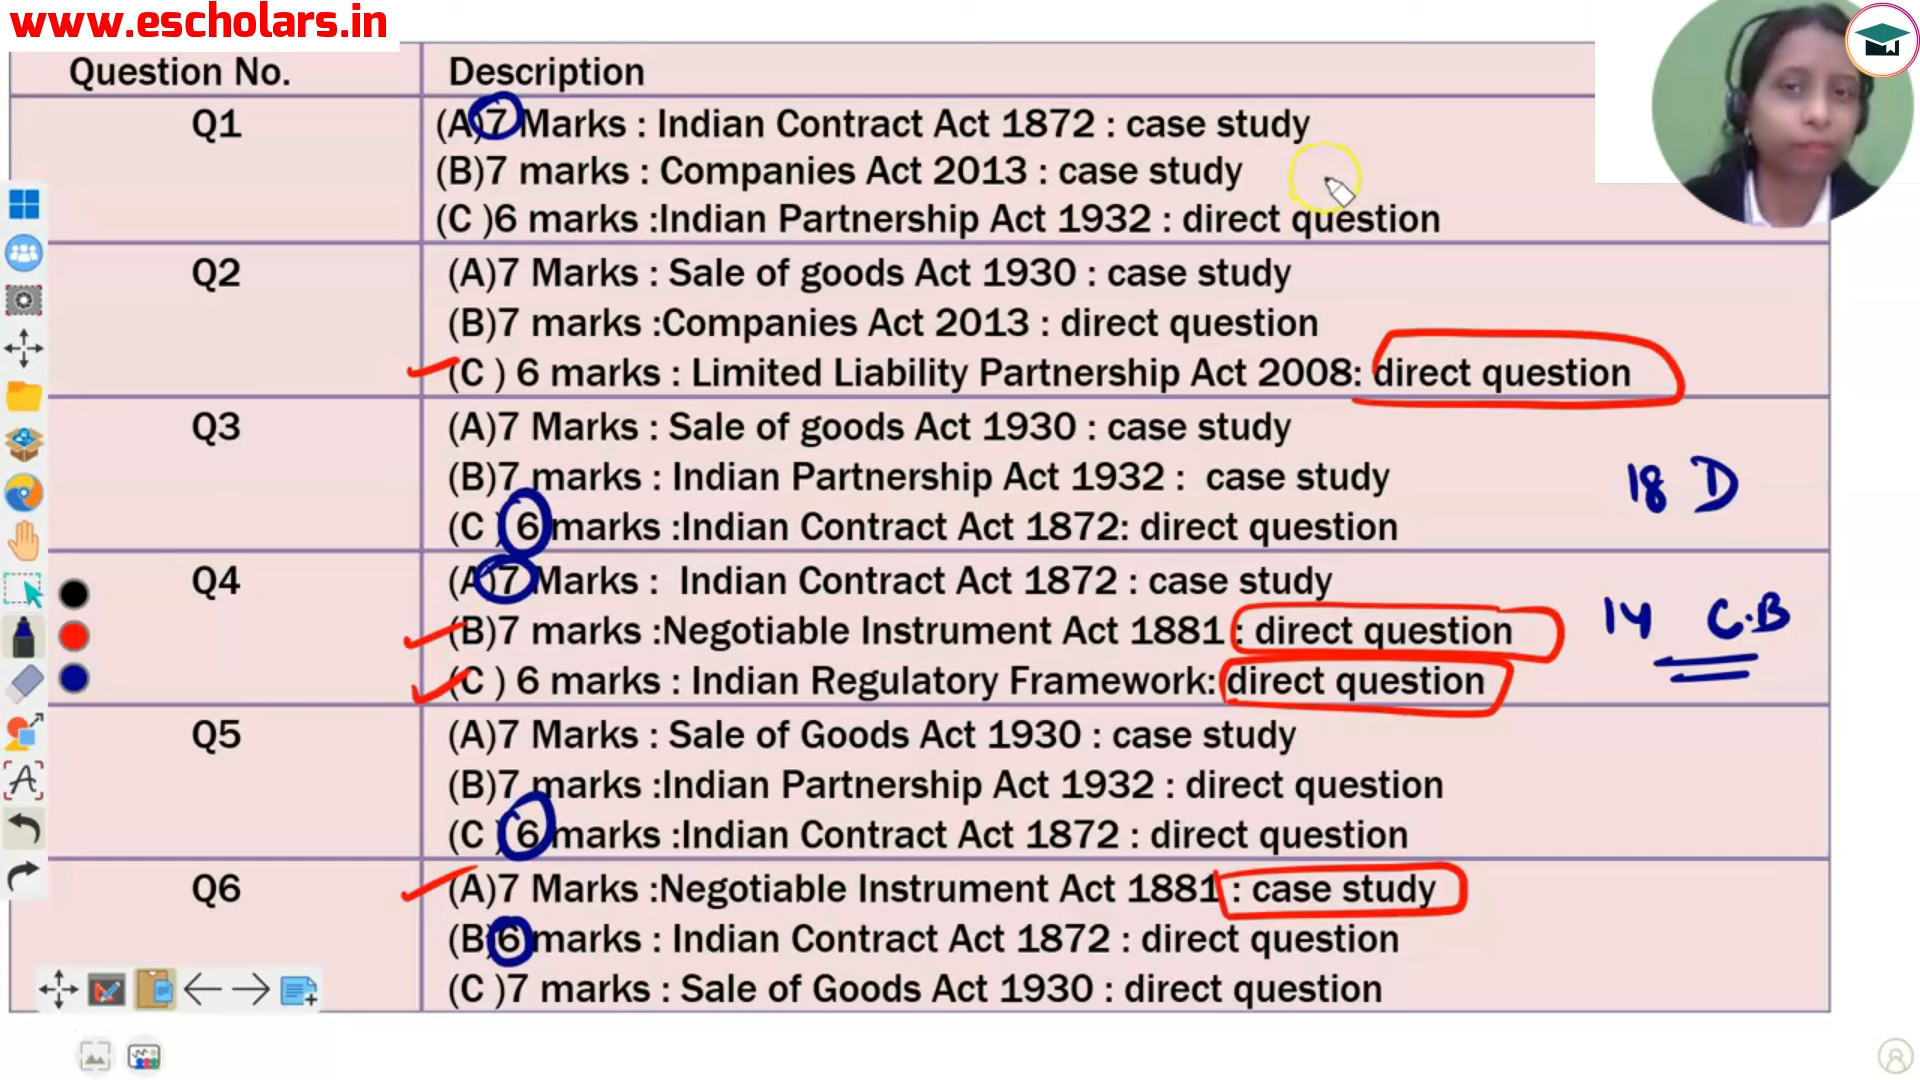 www.escholars.in
Question No. Description
Q1 (A)7 Marks : Indian Contract Act 1872 : case study
(B)7 marks : Companies Act 2013 : case study
(C )6 marks :Indian Partnership Act 1932 : direct question
Q2 (A)7 Marks : Sale of goods Act 1930 : case study
(B)7 marks :Companies Act 2013 : direct question
(C ) 6 marks : Limited Liability Partnership Act 2008: direct question
Q3 (A)7 Marks : Sale of goods Act 1930 : case study
(B)7 marks : Indian Partnership Act 1932 : case study
18 D
(C ) 6 marks :Indian Contract Act 1872: direct question
Q4 (A)7 Marks : Indian Contract Act 1872 : case study
(B)7 marks :Negotiable Instrument Act 1881 : direct question
14 C.B
(C ) 6 marks : Indian Regulatory Framework: direct question
Q5 (A)7 Marks : Sale of Goods Act 1930 : case study
(B)7 marks :Indian Partnership Act 1932 : direct question
(C ) 6 marks :Indian Contract Act 1872 : direct question
Q6 (A)7 Marks :Negotiable Instrument Act 1881 : case study
(B)6 marks : Indian Contract Act 1872 : direct question
(C )7 marks : Sale of Goods Act 1930 : direct question